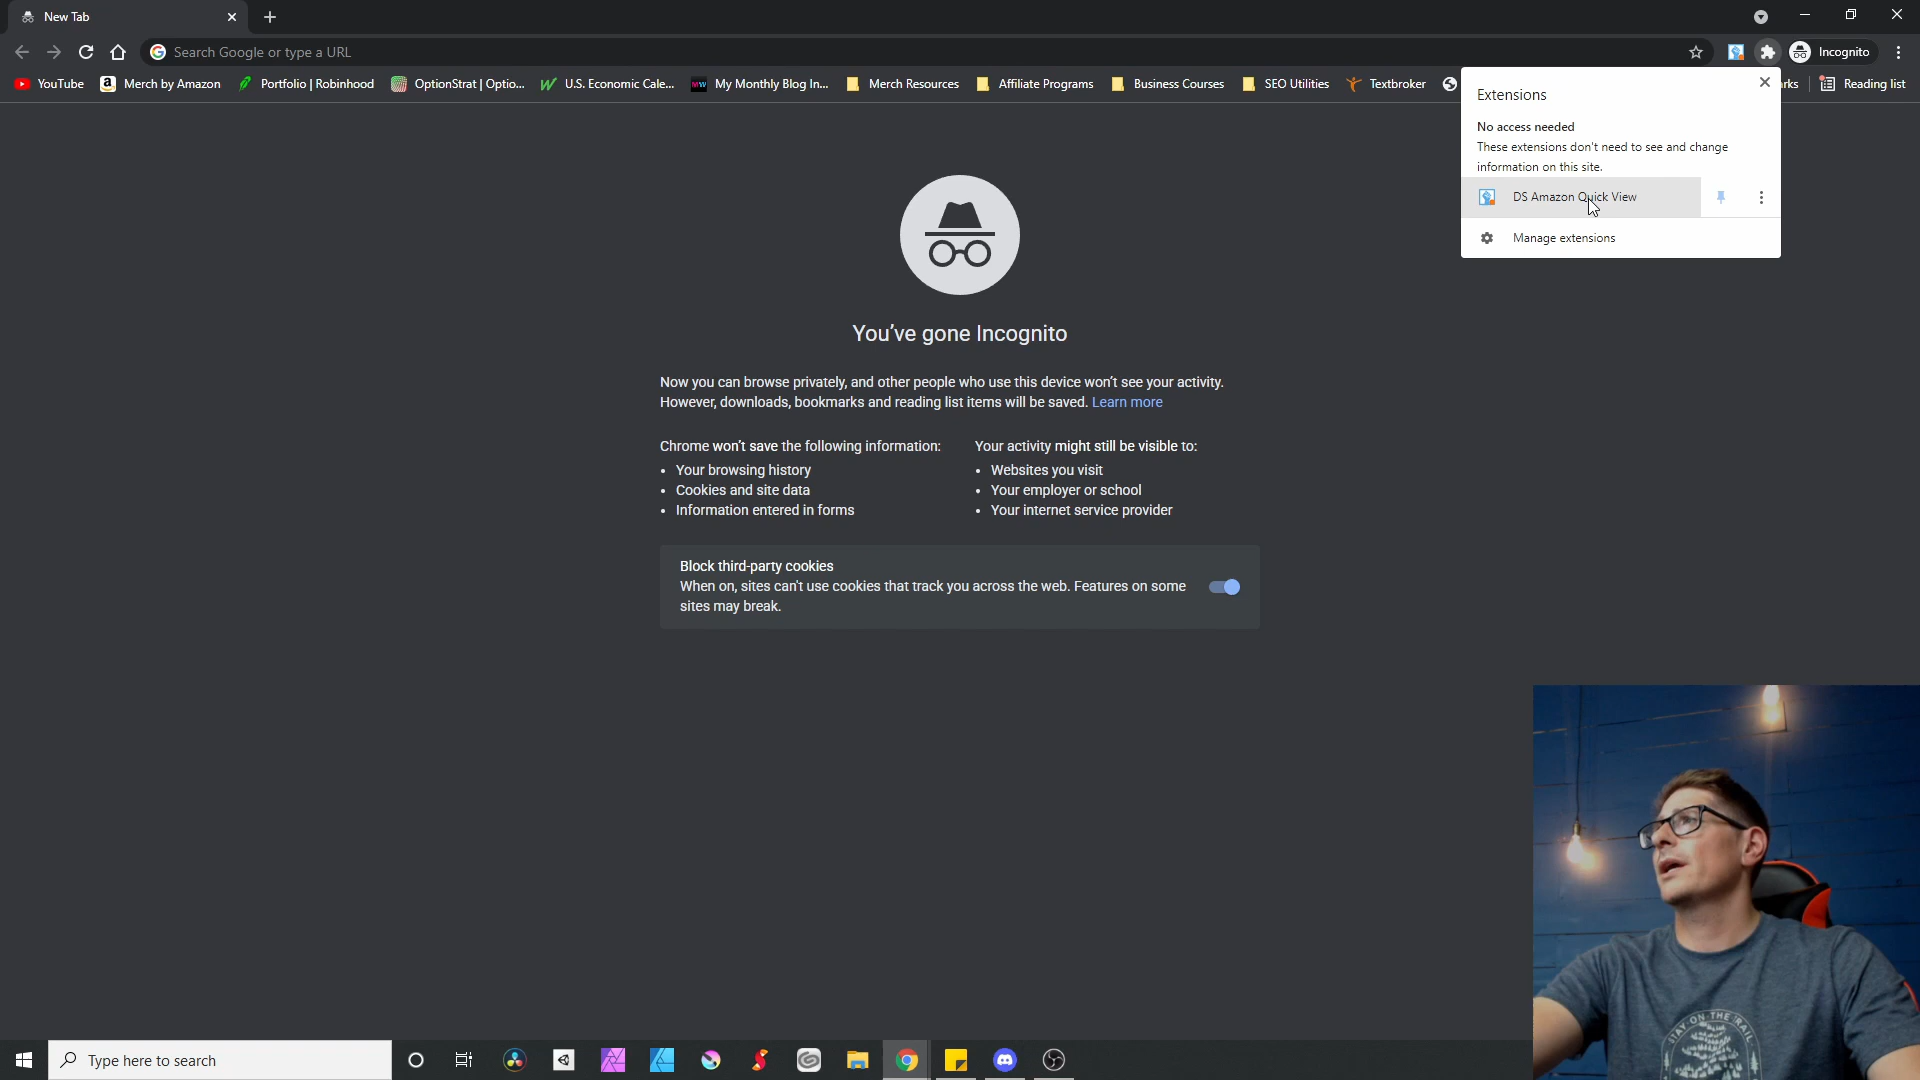 New Tab
Search Google or type a URL
Incognito
YouTube
Merch by Amazon
Portfolio | Robinhood
OptionStrat | Optio...
U.S. Economic Cale...
My Monthly Blog In...
Merch Resources
Affiliate Programs
Business Courses
SEO Utilities
Textbroker
rks
Reading list
Extensions
No access needed
These extensions don't need to see and change
information on this site.
DS Amazon Quick View
Manage extensions
You've gone Incognito
Now you can browse privately, and other people who use this device won't see your activity.
However, downloads, bookmarks and reading list items will be saved. Learn more
Chrome won't save the following information:
Your browsing history
Cookies and site data
Information entered in forms
Your activity might still be visible to:
Websites you visit
Your employer or school
Your internet service provider
Block third-party cookies
When on, sites can't use cookies that track you across the web. Features on some
sites may break.
STAY ON THE TRAIL
Type here to search